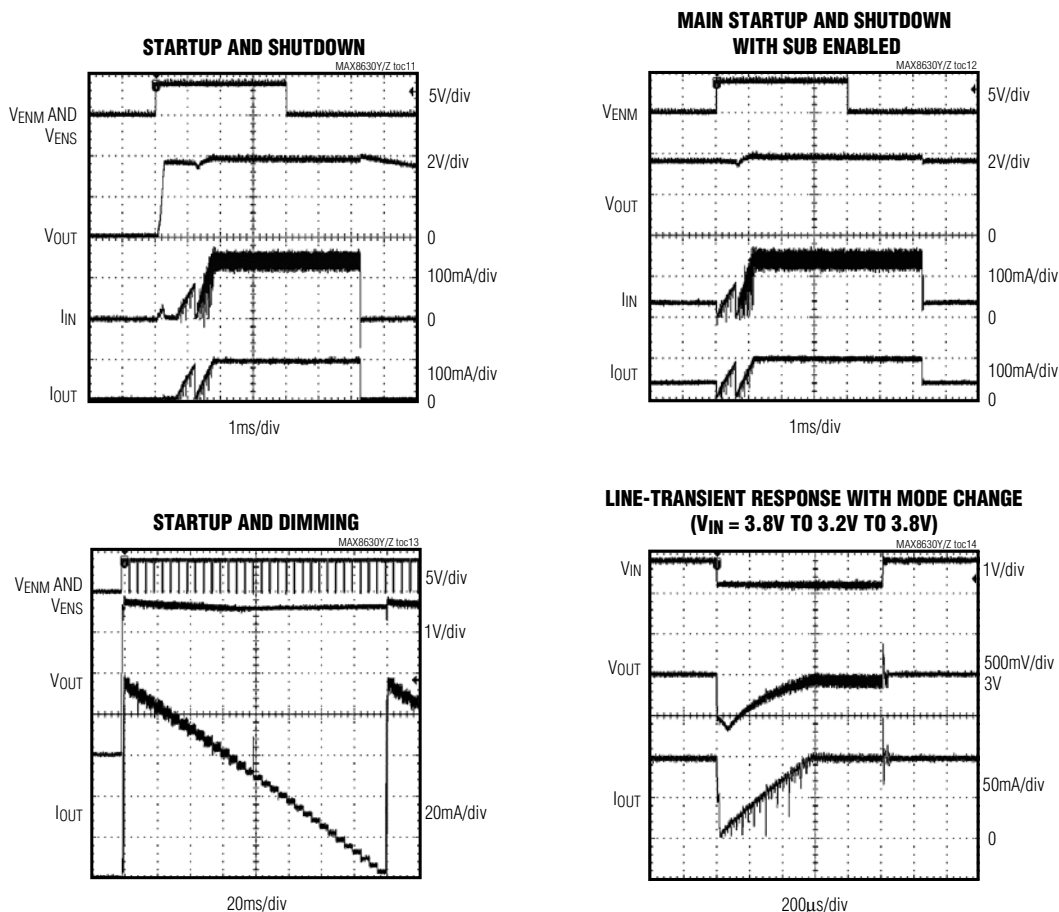 STARTUP AND SHUTDOWN
MAX8630Y/Z toc11
VENM AND
VENS
5V/div
2V/div
VOUT
0
100mA/div
IIN
0
100mA/div
IOUT
0
1ms/div
MAIN STARTUP AND SHUTDOWN
WITH SUB ENABLED
MAX8630Y/Z toc12
VENM
5V/div
2V/div
VOUT
0
100mA/div
IIN
0
IOUT
100mA/div
0
1ms/div
STARTUP AND DIMMING
MAX8630Y/Z toc13
VENM AND
VENS
5V/div
1V/div
VOUT
IOUT
20mA/div
20ms/div
LINE-TRANSIENT RESPONSE WITH MODE CHANGE
(VIN = 3.8V TO 3.2V TO 3.8V)
MAX8630Y/Z toc14
VIN
1V/div
VOUT
500mV/div
3V
IOUT
50mA/div
0
200µs/div